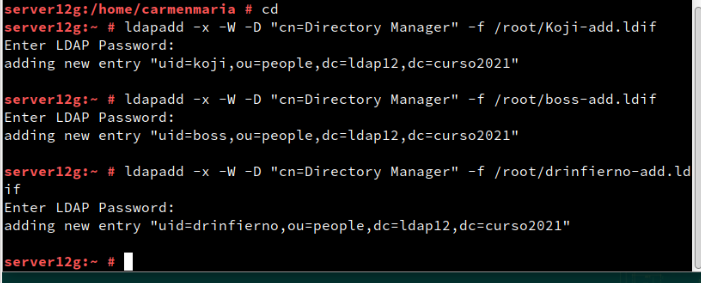 server12g:/home/carmenmaria # cd
server12g:~ # ldapadd -x -W -D "cn=Directory Manager" -f /root/Koji-add.ldif
Enter LDAP Password:
adding new entry "uid=koji,ou=people,dc=ldap12,dc=curso2021"
server12g:~ # ldapadd -x -W -D "cn=Directory Manager" -f /root/boss-add.ldif
Enter LDAP Password:
adding new entry "uid=boss,ou=people,dc=ldap12,dc=curso2021"
server12g:~ # ldapadd -x -W -D "cn=Directory Manager" -f /root/drinfierno-add.ld
if
Enter LDAP Password:
adding new entry "uid=drinfierno,ou=people,dc=ldap12,dc=curso2021"
server12g:~ #